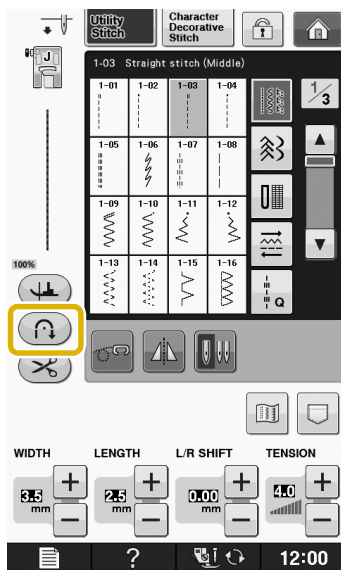 Utility Stitch
Character Decorative Stitch
J
1-03 Straight stitch (Middle)
1/3
1-01 1-02 1-03 1-04
1-05 1-06 1-07 1-08
1-09 1-10 1-11 1-12
1-13 1-14 1-15 1-16
Q
100%
WIDTH LENGTH L/R SHIFT TENSION
3.5 mm + − 2.5 mm + − 0.00 mm + − 4.0 + −
? 12:00